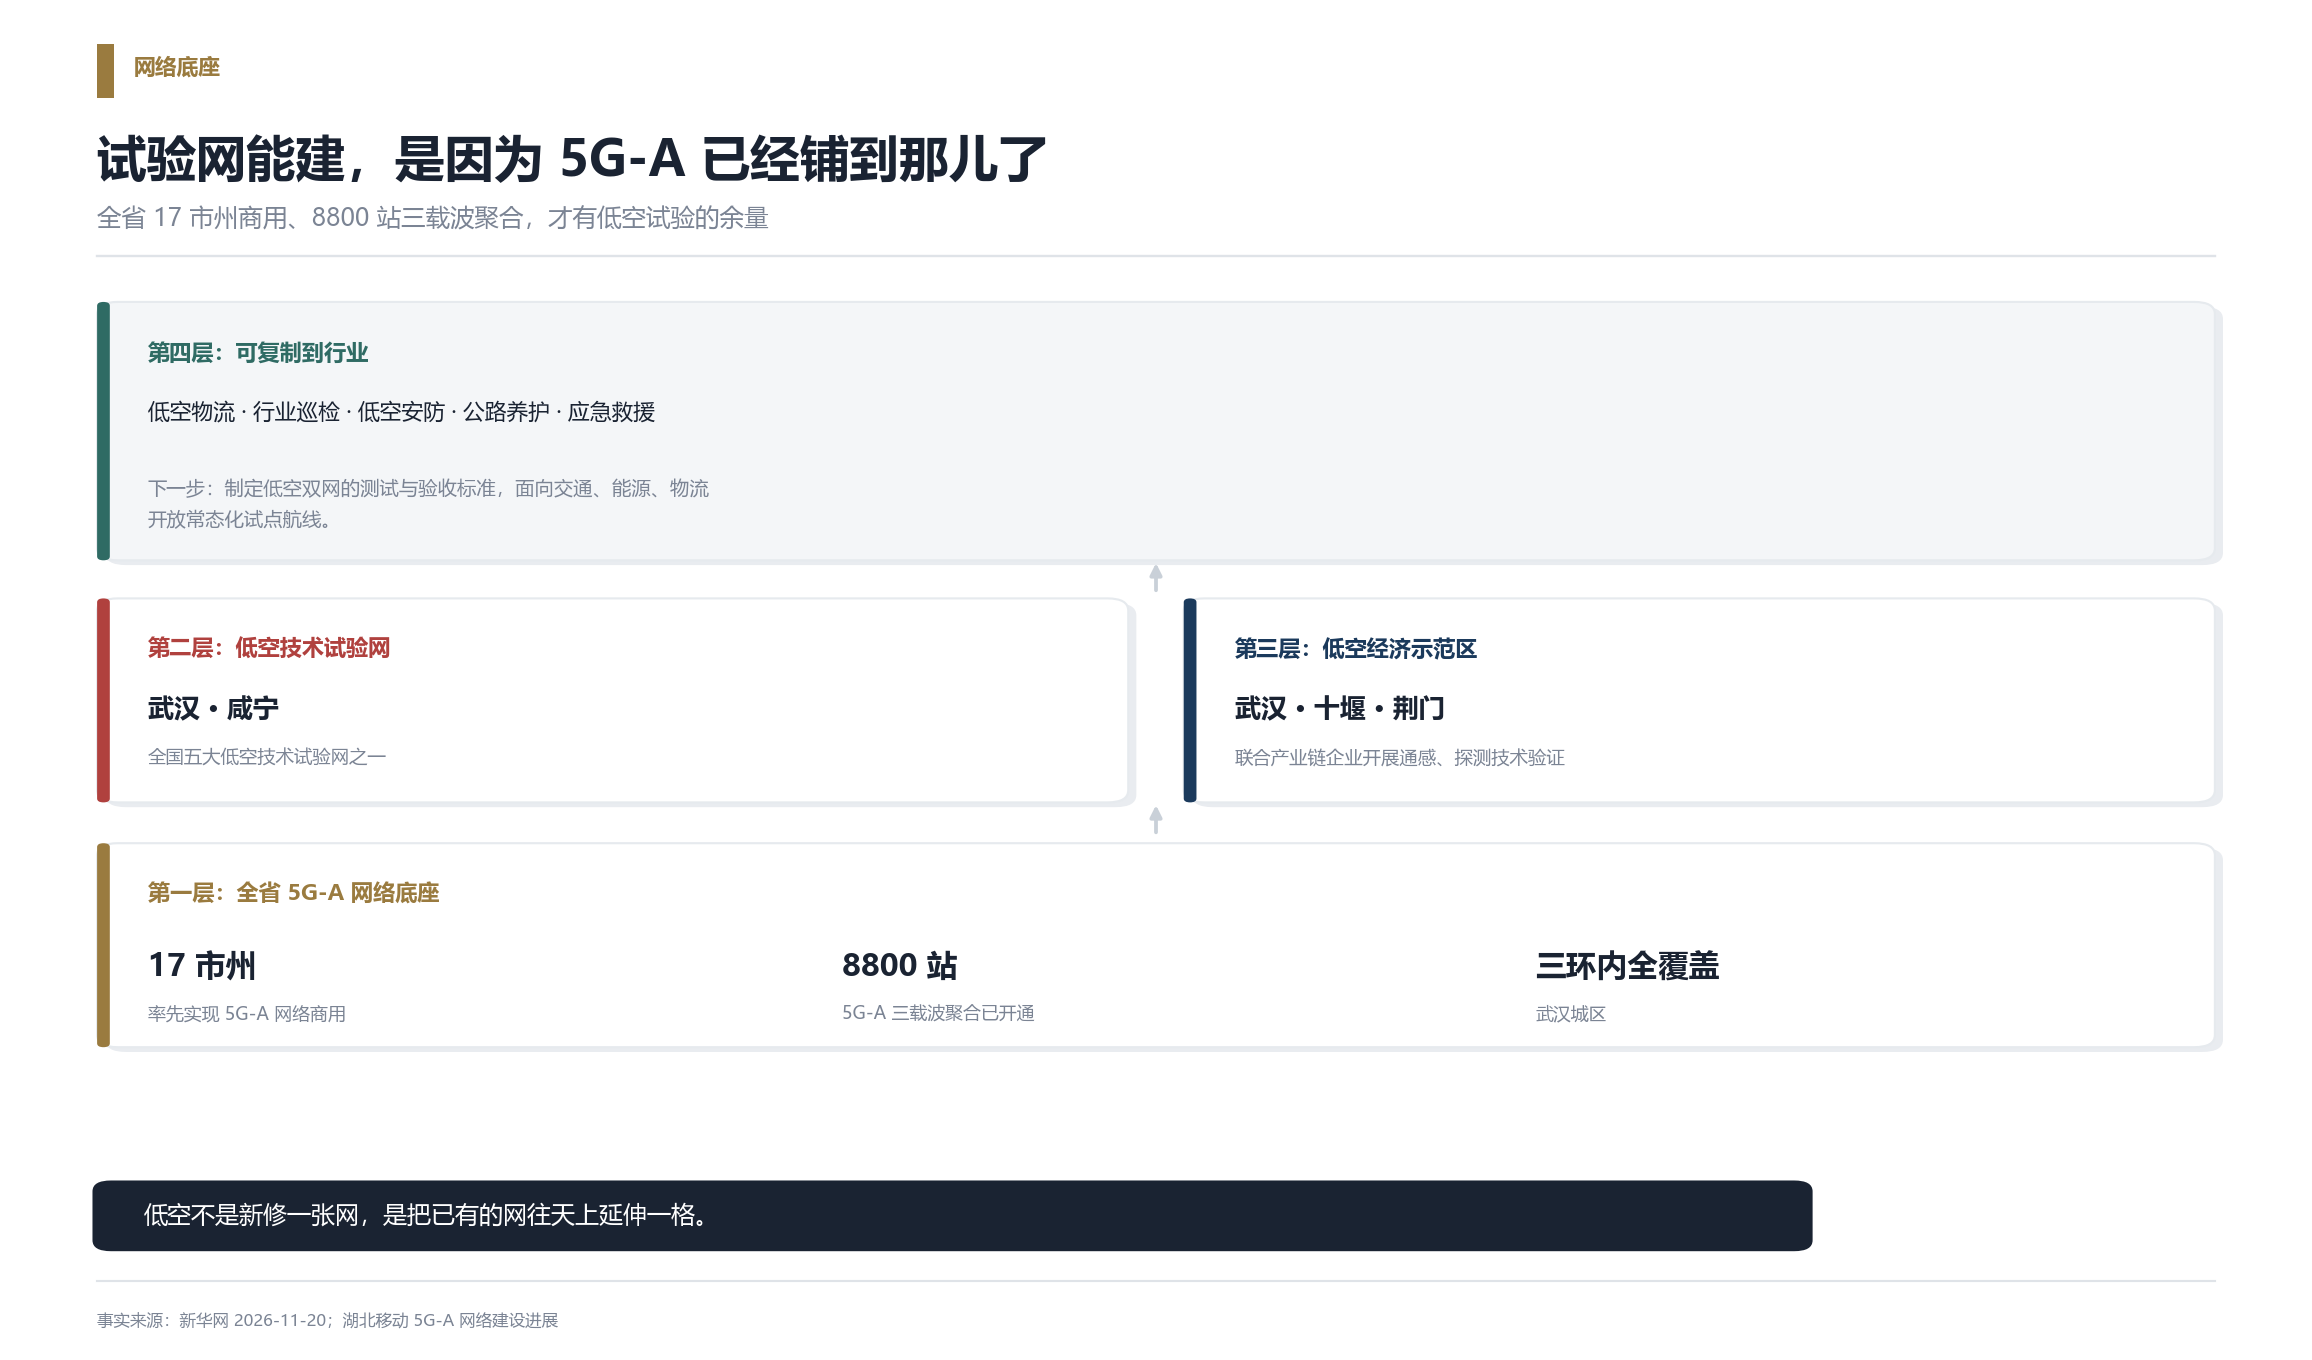 网络底座
试验网能建，是因为 5G-A 已经铺到那儿了
全省 17 市州商用、8800 站三载波聚合，才有低空试验的余量
第四层：可复制到行业
低空物流 · 行业巡检 · 低空安防 · 公路养护 · 应急救援
下一步：制定低空双网的测试与验收标准，面向交通、能源、物流
开放常态化试点航线。
第二层：低空技术试验网
武汉 · 咸宁
全国五大低空技术试验网之一
第三层：低空经济示范区
武汉 · 十堰 · 荆门
联合产业链企业开展通感、探测技术验证
第一层：全省 5G-A 网络底座
17 市州
率先实现 5G-A 网络商用
8800 站
5G-A 三载波聚合已开通
三环内全覆盖
武汉城区
低空不是新修一张网，是把已有的网往天上延伸一格。
事实来源：新华网 2026-11-20；湖北移动 5G-A 网络建设进展